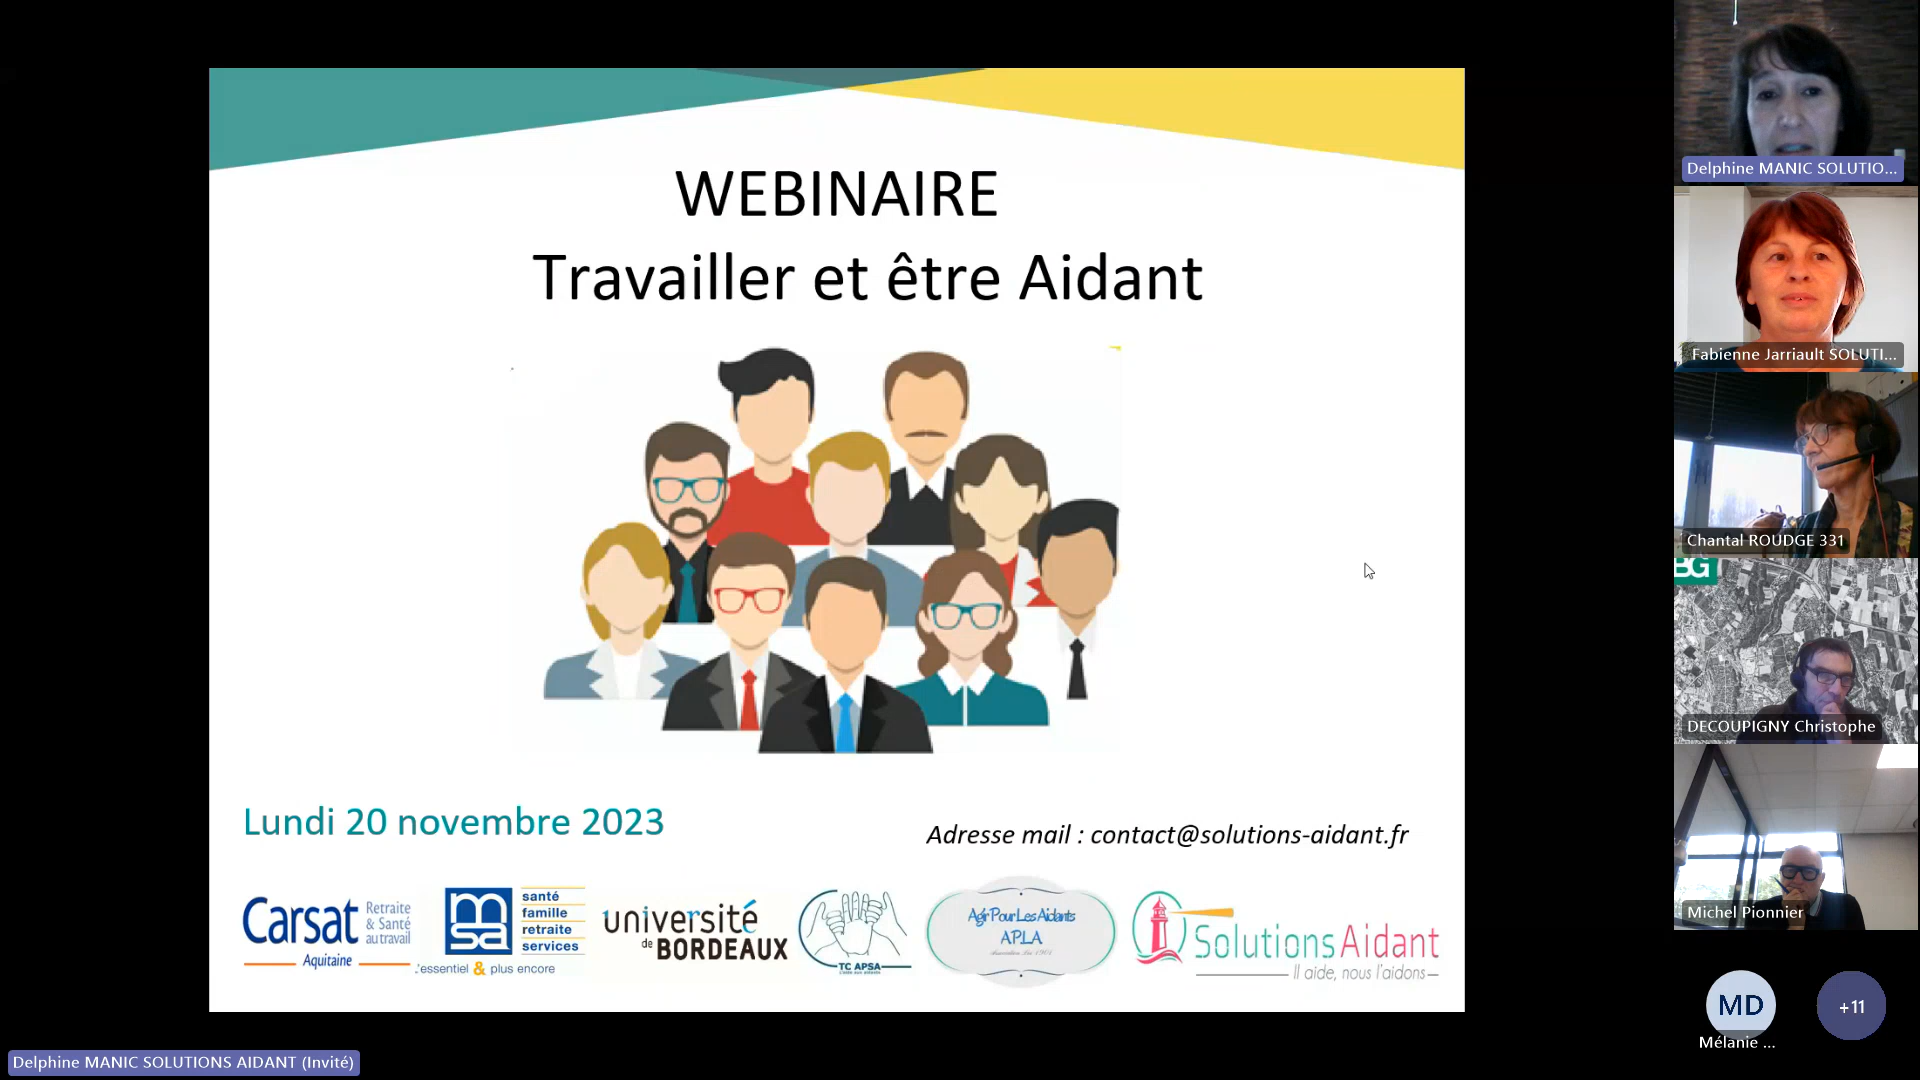 WEBINAIRE
Travailler et être Aidant
Lundi 20 novembre 2023
Adresse mail : contact@solutions-aidant.fr
Carsat
Retraite
& Santé
au travail
Aquitaine
msa
santé
famille
retraite
services
L'essentiel & plus encore
université
de BORDEAUX
TC APSA
Agir Pour Les Aidants
APLA
Solutions Aidant
Il aide, nous l'aidons
Delphine MANIC SOLUTIO...
Fabienne Jarriault SOLUTI...
Chantal ROUDGE 331
BG
DECOUPIGNY Christophe
Michel Pionnier
MD
+11
Mélanie ...
Delphine MANIC SOLUTIONS AIDANT (Invité)